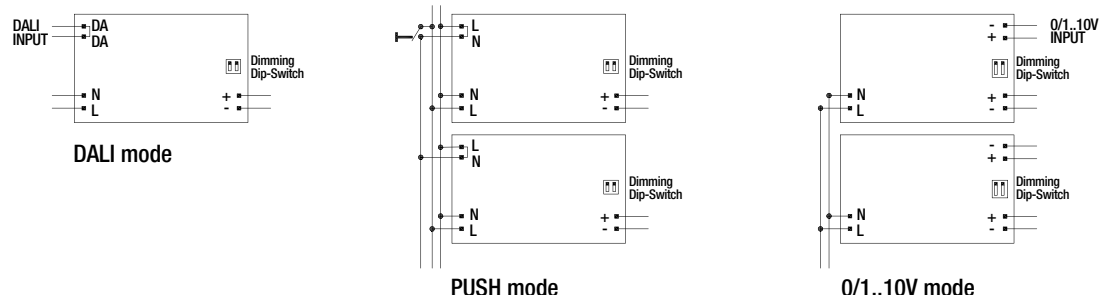 DALI
INPUT
DA
DA
Dimming
Dip-Switch
N
L
+
-
DALI mode
L
N
Dimming
Dip-Switch
N
L
+
-
L
N
Dimming
Dip-Switch
N
L
+
-
PUSH mode
-
+
0/1..10V
INPUT
Dimming
Dip-Switch
N
L
+
-
-
+
Dimming
Dip-Switch
N
L
+
-
0/1..10V mode